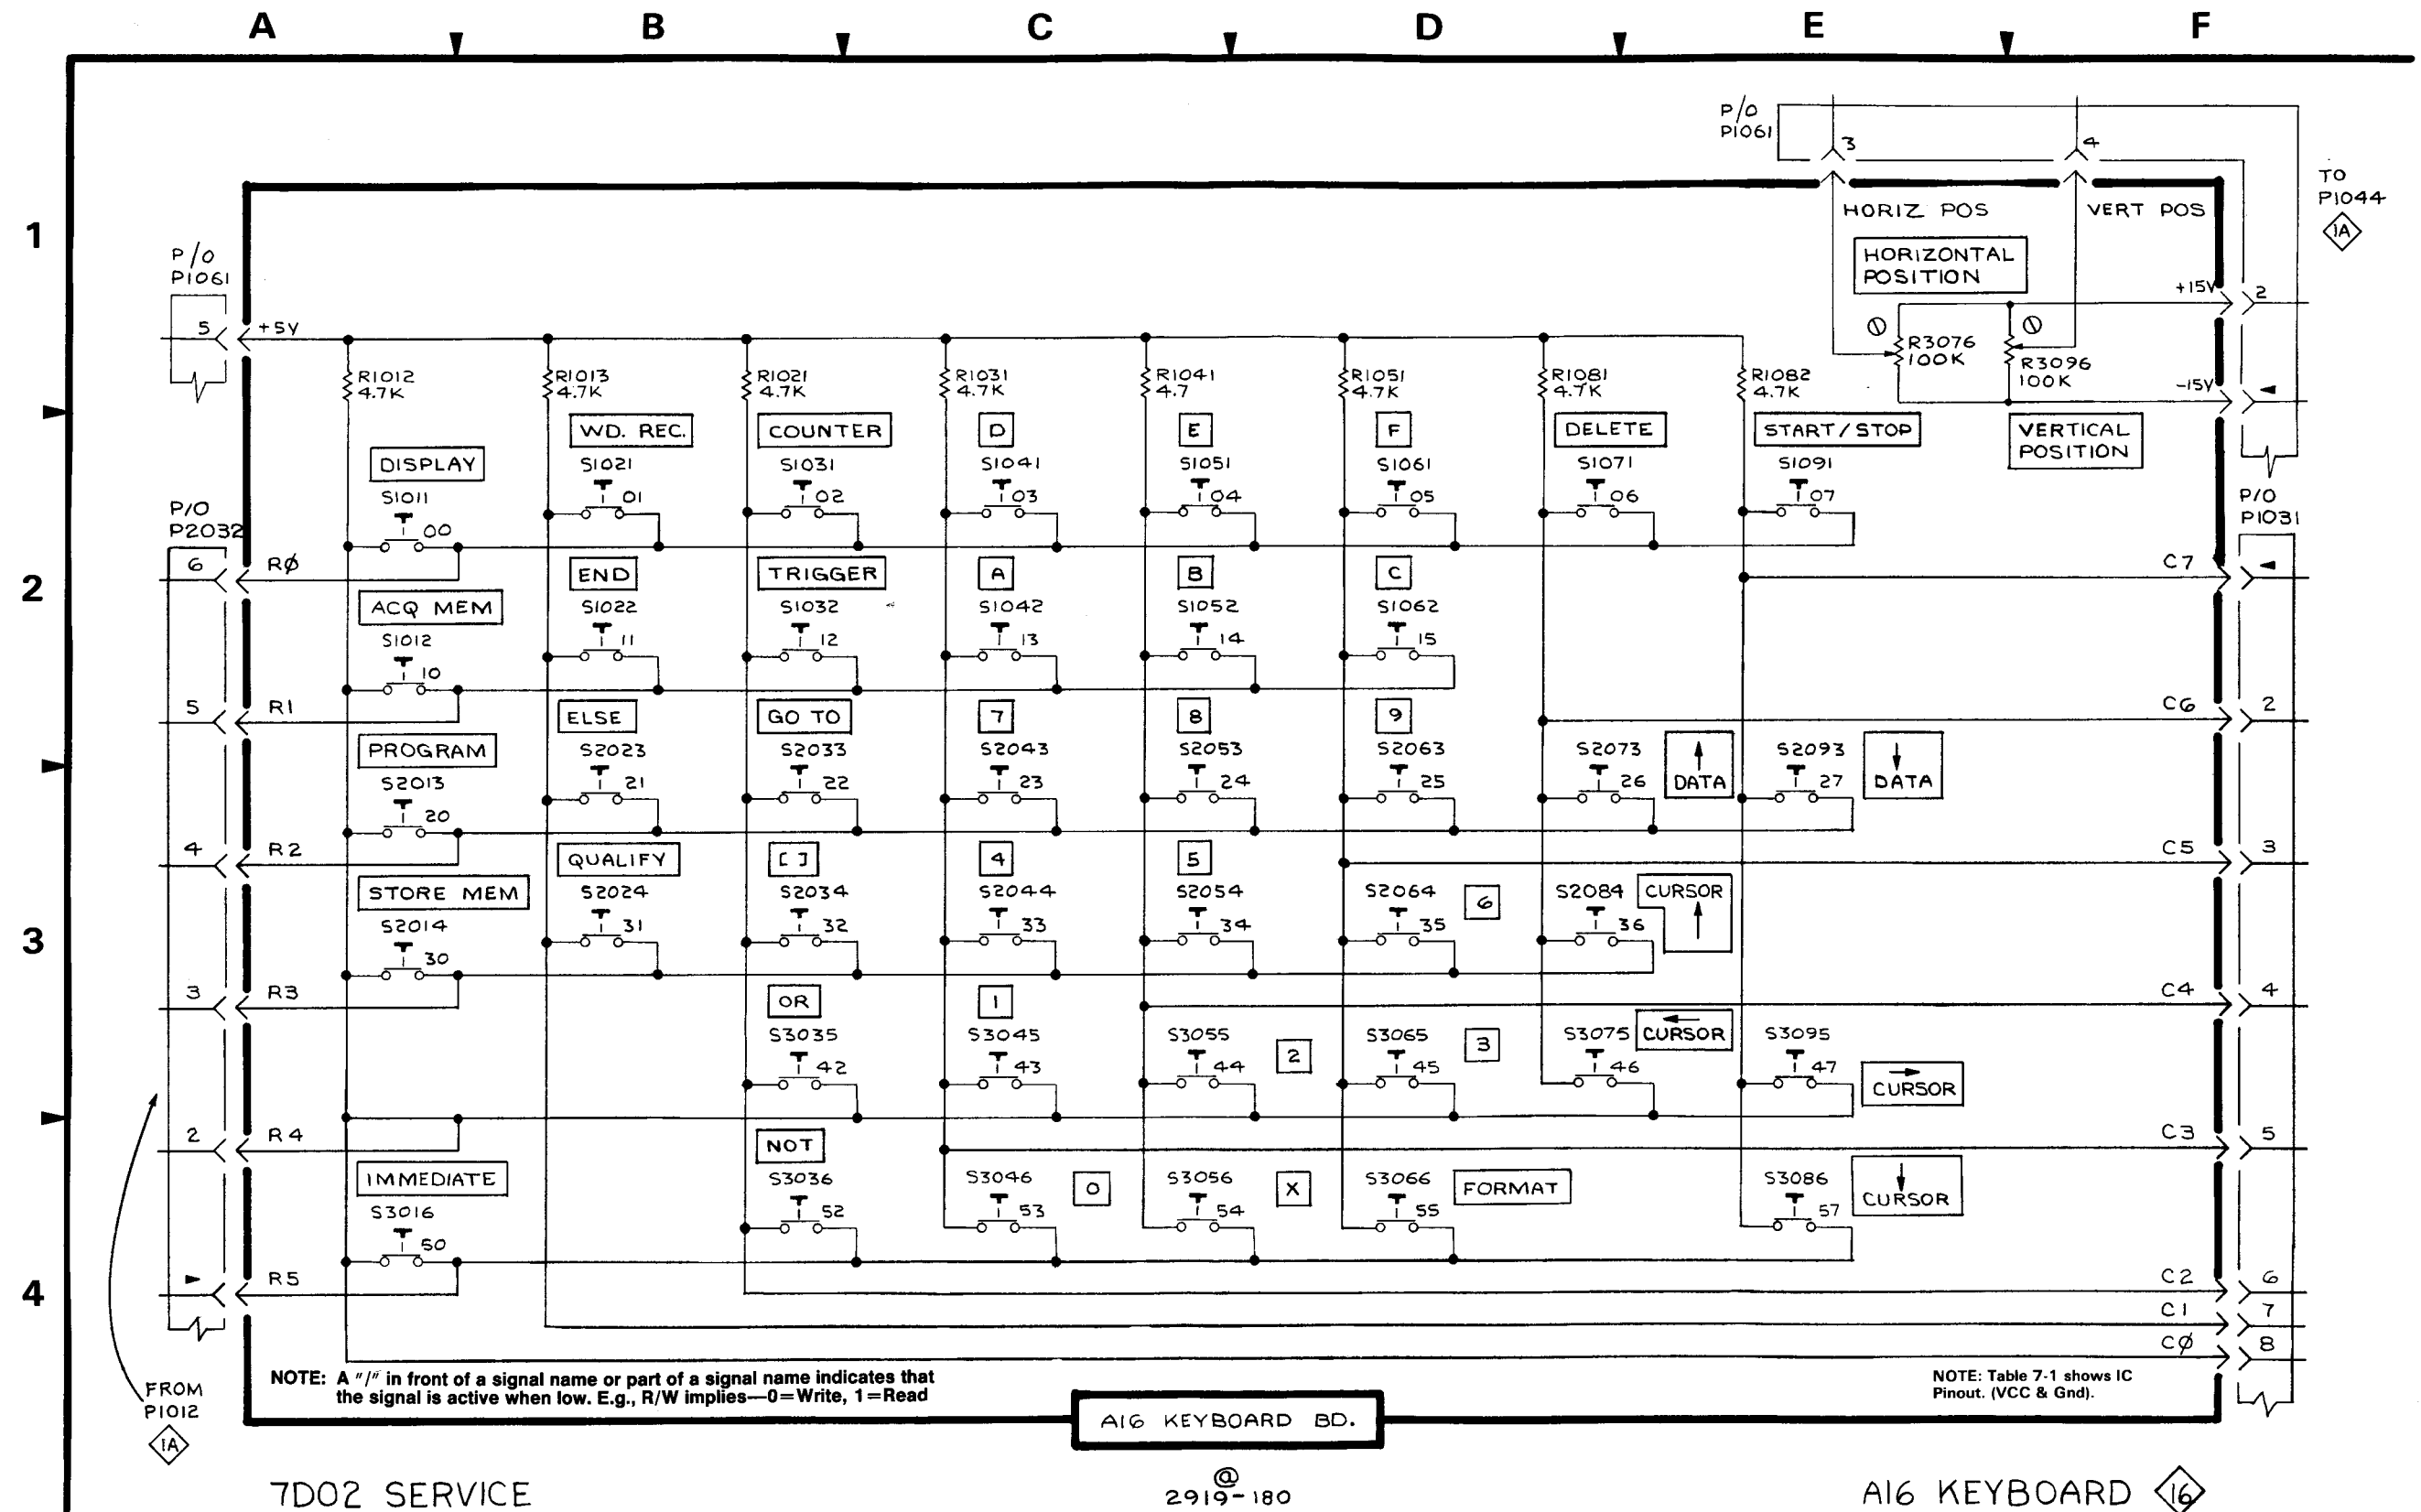 A B C D E F
1
2
3
4
P/O
P1061
3
4
TO
P1044
1A
HORIZ POS
VERT POS
HORIZONTAL
POSITION
P/O
P1061
5
+5V
+15V
2
R3076
100K
R3096
100K
-15V
R1012
4.7K
R1013
4.7K
R1021
4.7K
R1031
4.7K
R1041
4.7
R1051
4.7K
R1081
4.7K
R1082
4.7K
VERTICAL
POSITION
DISPLAY
S1011
00
WD. REC.
S1021
01
COUNTER
S1031
02
D
S1041
03
E
S1051
04
F
S1061
05
DELETE
S1071
06
START/STOP
S1091
07
P/O
P2032
6
RØ
P/O
P1031
C7
ACQ MEM
S1012
10
END
S1022
11
TRIGGER
S1032
12
A
S1042
13
B
S1052
14
C
S1062
15
5
R1
C6
2
PROGRAM
S2013
20
ELSE
S2023
21
GO TO
S2033
22
7
S2043
23
8
S2053
24
9
S2063
25
S2073
26
↑
DATA
S2093
27
↓
DATA
4
R2
C5
3
STORE MEM
S2014
30
QUALIFY
S2024
31
[ ]
S2034
32
4
S2044
33
5
S2054
34
S2064
35
6
S2084
36
CURSOR
↑
3
R3
C4
4
OR
S3035
42
1
S3045
43
S3055
44
2
S3065
45
3
S3075
46
←
CURSOR
S3095
47
→
CURSOR
2
R4
C3
5
IMMEDIATE
S3016
50
NOT
S3036
52
S3046
53
0
S3056
54
X
S3066
55
FORMAT
S3086
57
↓
CURSOR
R5
C2
6
C1
7
CØ
8
FROM
P1012
1A
NOTE: A "/" in front of a signal name or part of a signal name indicates that
the signal is active when low. E.g., R/W implies—0=Write, 1=Read
NOTE: Table 7-1 shows IC
Pinout. (VCC & Gnd).
A16 KEYBOARD BD.
7D02 SERVICE
@
2919-180
A16 KEYBOARD 16